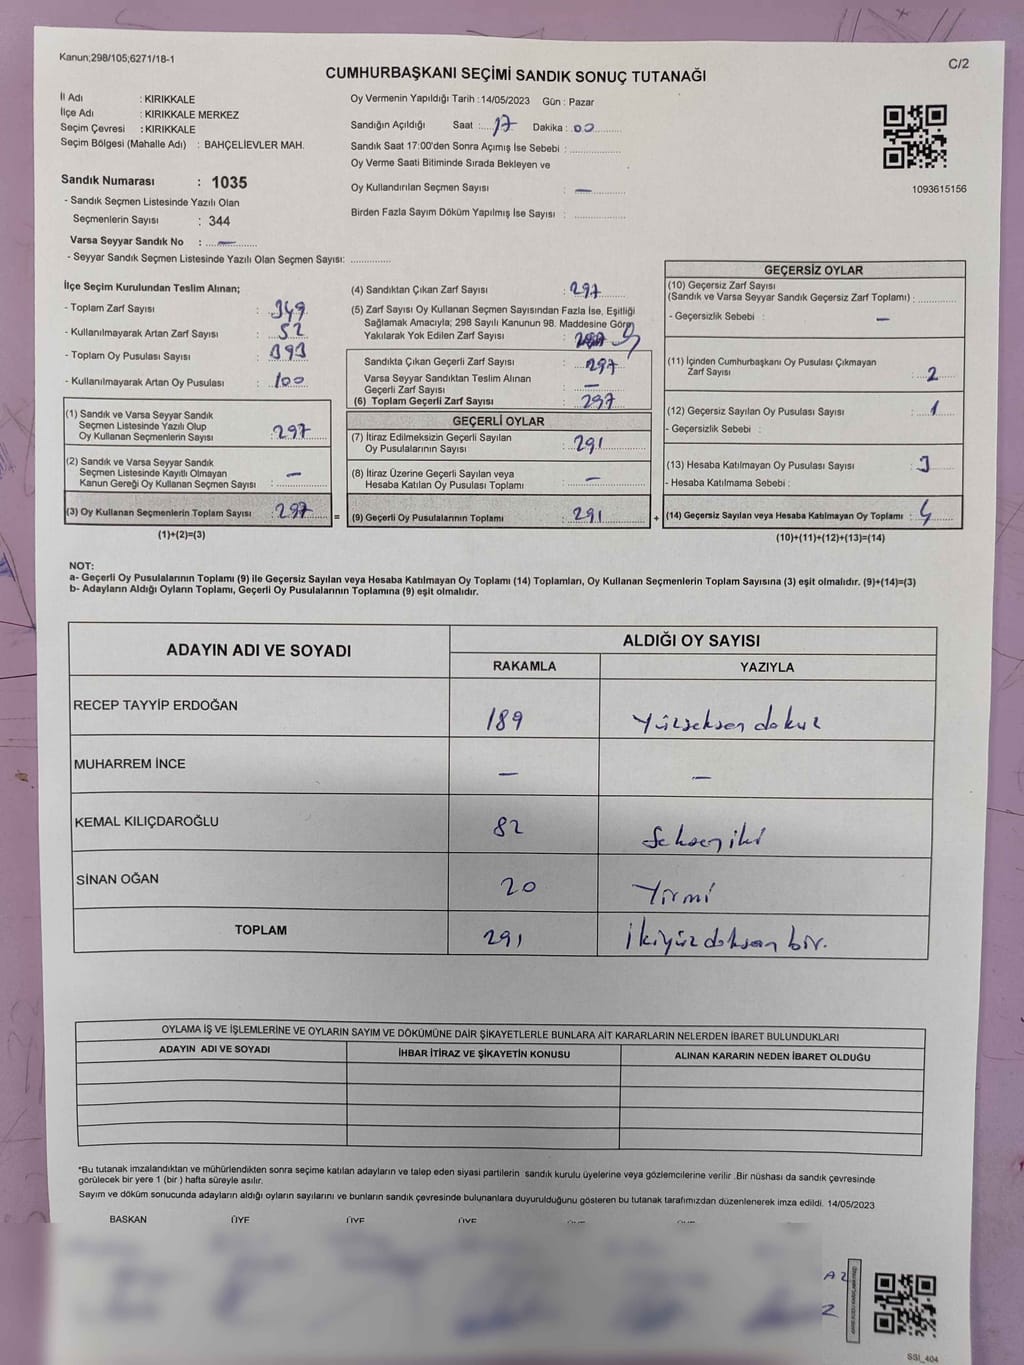 Kanun;298/105;6271/18-1
C/2
CUMHURBAŞKANI SEÇİMİ SANDIK SONUÇ TUTANAĞI
İl Adı : KIRIKKALE
İlçe Adı : KIRIKKALE MERKEZ
Seçim Çevresi : KIRIKKALE
Seçim Bölgesi (Mahalle Adı) : BAHÇELİEVLER MAH.
Sandık Numarası : 1035
- Sandık Seçmen Listesinde Yazılı Olan
Seçmenlerin Sayısı : 344
Varsa Seyyar Sandık No : —
- Seyyar Sandık Seçmen Listesinde Yazılı Olan Seçmen Sayısı: ..............
Oy Vermenin Yapıldığı Tarih : 14/05/2023 Gün : Pazar
Sandığın Açıldığı Saat : 17 Dakika : 00
Sandık Saat 17:00'den Sonra Açımış İse Sebebi : ..............
Oy Verme Saati Bitiminde Sırada Bekleyen ve
Oy Kullandırılan Seçmen Sayısı : —
Birden Fazla Sayım Döküm Yapılmış İse Sayısı : ..............
1093615156
İlçe Seçim Kurulundan Teslim Alınan;
- Toplam Zarf Sayısı : 349
- Kullanılmayarak Artan Zarf Sayısı : 52
- Toplam Oy Pusulası Sayısı : 393
- Kullanılmayarak Artan Oy Pusulası : 100
(1) Sandık ve Varsa Seyyar Sandık
Seçmen Listesinde Yazılı Olup
Oy Kullanan Seçmenlerin Sayısı : 297
(2) Sandık ve Varsa Seyyar Sandık
Seçmen Listesinde Kayıtlı Olmayan
Kanun Gereği Oy Kullanan Seçmen Sayısı : —
(3) Oy Kullanan Seçmenlerin Toplam Sayısı : 297 =
(1)+(2)=(3)
(4) Sandıktan Çıkan Zarf Sayısı : 297
(5) Zarf Sayısı Oy Kullanan Seçmen Sayısından Fazla İse, Eşitliği
Sağlamak Amacıyla; 298 Sayılı Kanunun 98. Maddesine Göre
Yakılarak Yok Edilen Zarf Sayısı :
Sandıkta Çıkan Geçerli Zarf Sayısı : 297
Varsa Seyyar Sandıktan Teslim Alınan
Geçerli Zarf Sayısı : —
(6) Toplam Geçerli Zarf Sayısı : 297
GEÇERLİ OYLAR
(7) İtiraz Edilmeksizin Geçerli Sayılan
Oy Pusulalarının Sayısı : 291
(8) İtiraz Üzerine Geçerli Sayılan veya
Hesaba Katılan Oy Pusulası Toplamı : —
(9) Geçerli Oy Pusulalarının Toplamı : 291 +
GEÇERSİZ OYLAR
(10) Geçersiz Zarf Sayısı
(Sandık ve Varsa Seyyar Sandık Geçersiz Zarf Toplamı) : ..............
- Geçersizlik Sebebi : —
(11) İçinden Cumhurbaşkanı Oy Pusulası Çıkmayan
Zarf Sayısı : 2
(12) Geçersiz Sayılan Oy Pusulası Sayısı : 1
- Geçersizlik Sebebi :
(13) Hesaba Katılmayan Oy Pusulası Sayısı : 3
- Hesaba Katılmama Sebebi :
(14) Geçersiz Sayılan veya Hesaba Katılmayan Oy Toplamı :
(10)+(11)+(12)+(13)=(14)
NOT:
a- Geçerli Oy Pusulalarının Toplamı (9) ile Geçersiz Sayılan veya Hesaba Katılmayan Oy Toplamı (14) Toplamları, Oy Kullanan Seçmenlerin Toplam Sayısına (3) eşit olmalıdır. (9)+(14)=(3)
b- Adayların Aldığı Oyların Toplamı, Geçerli Oy Pusulalarının Toplamına (9) eşit olmalıdır.
ADAYIN ADI VE SOYADI ALDIĞI OY SAYISI
RAKAMLA YAZIYLA
RECEP TAYYİP ERDOĞAN 189 Yüzseksen dokuz
MUHARREM İNCE — —
KEMAL KILIÇDAROĞLU 82 Seksen iki
SİNAN OĞAN 20 Yirmi
TOPLAM 291 İkiyüz doksan bir.
OYLAMA İŞ VE İŞLEMLERİNE VE OYLARIN SAYIM VE DÖKÜMÜNE DAİR ŞİKAYETLERLE BUNLARA AİT KARARLARIN NELERDEN İBARET BULUNDUKLARI
ADAYIN ADI VE SOYADI İHBAR İTİRAZ VE ŞİKAYETİN KONUSU ALINAN KARARIN NEDEN İBARET OLDUĞU
*Bu tutanak imzalandıktan ve mühürlendikten sonra seçime katılan adayların ve talep eden siyasi partilerin sandık kurulu üyelerine veya gözlemcilerine verilir .Bir nüshası da sandık çevresinde
görülecek bir yere 1 (bir ) hafta süreyle asılır.
Sayım ve döküm sonucunda adayların aldığı oyların sayılarını ve bunların sandık çevresinde bulunanlara duyurulduğunu gösteren bu tutanak tarafımızdan düzenlenerek imza edildi. 14/05/2023
BAŞKAN ÜYE ÜYE ÜYE
SSI_404